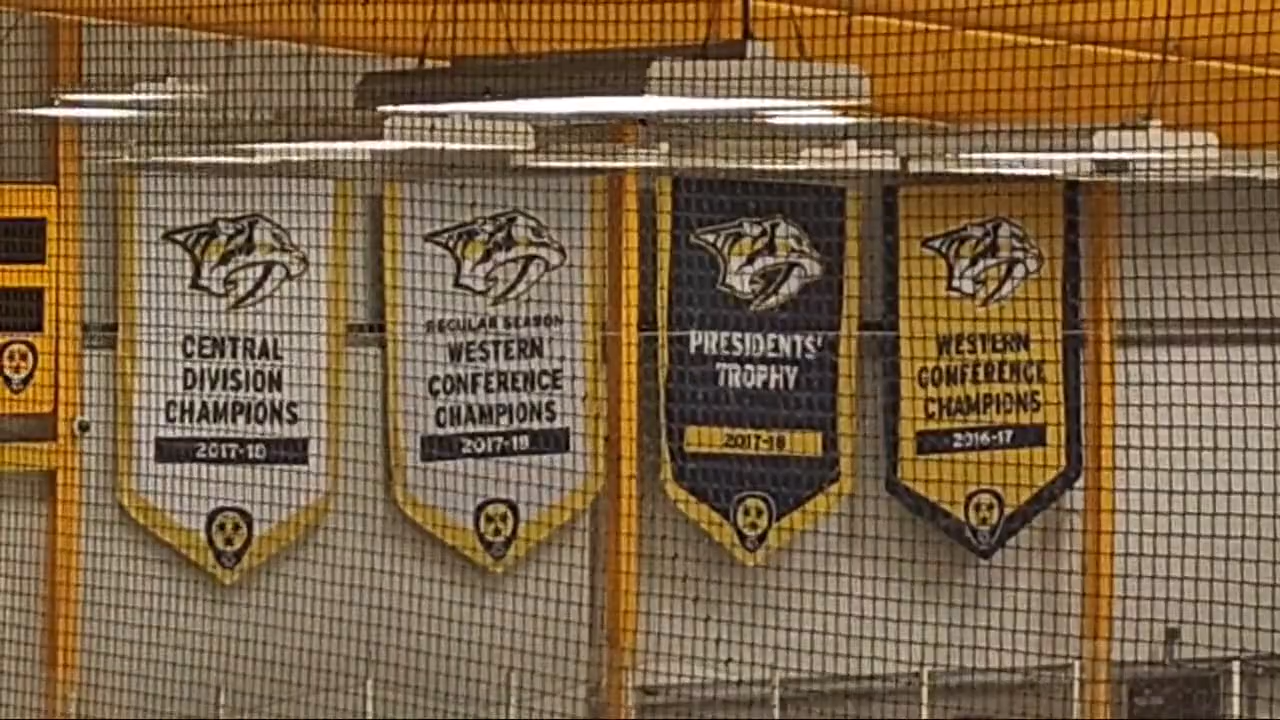 CENTRAL
DIVISION
CHAMPIONS
2017-18
REGULAR SEASON
WESTERN
CONFERENCE
CHAMPIONS
2017-18
PRESIDENTS'
TROPHY
2017-18
WESTERN
CONFERENCE
CHAMPIONS
2016-17